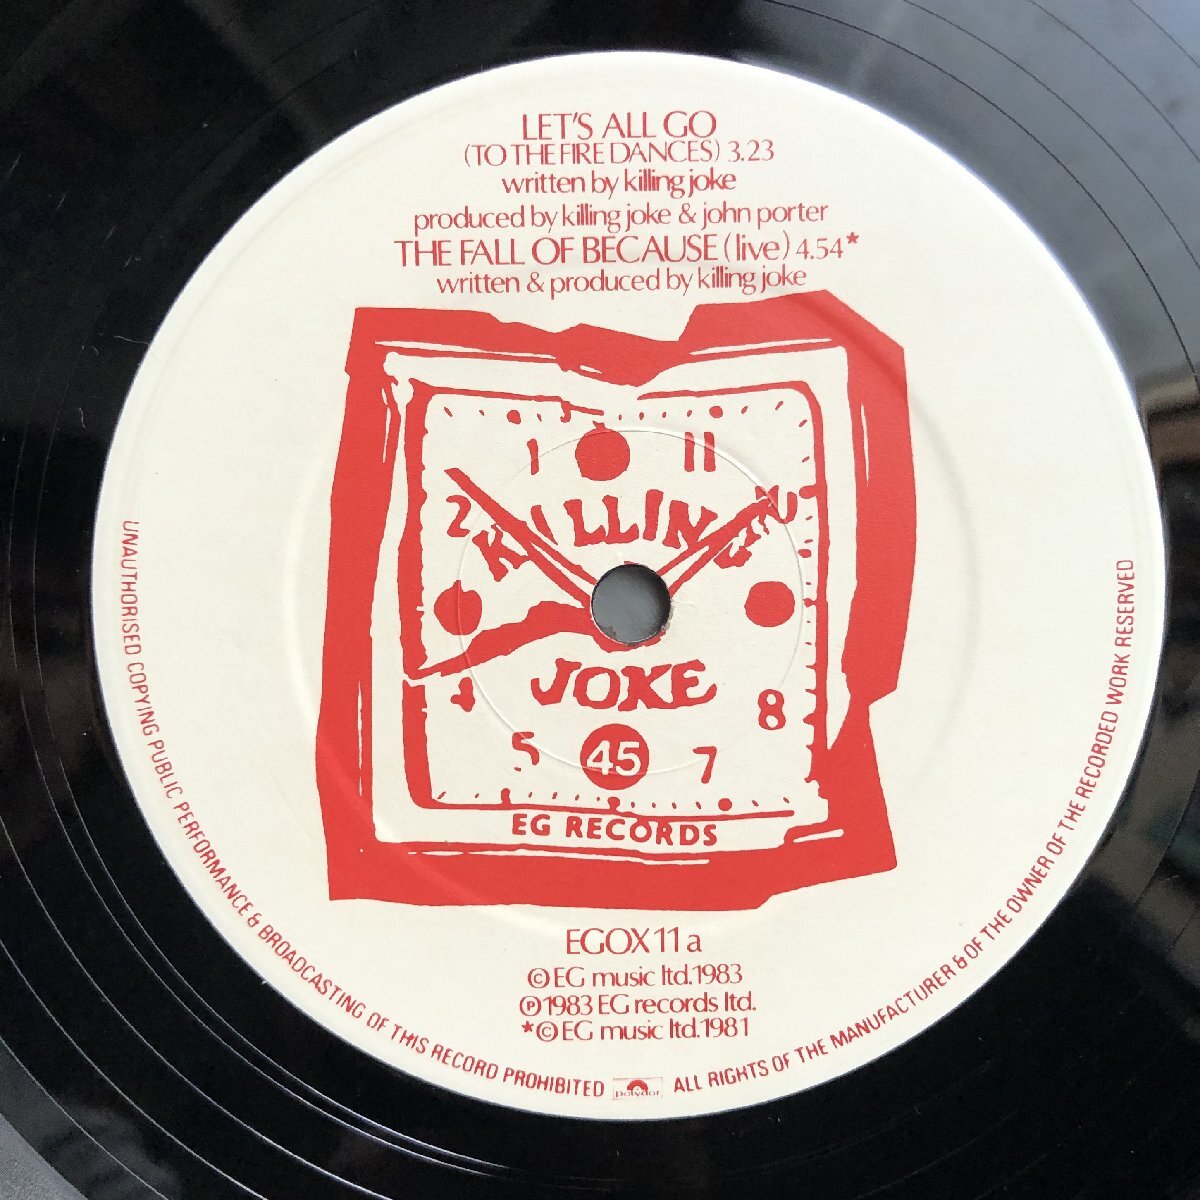 LET'S ALL GO
(TO THE FIRE DANCES) 3.23
written by killing joke
produced by killing joke & john porter
THE FALL OF BECAUSE (live) 4.54*
written & produced by killing joke
1 11
2
KILLING
JOKE
4 8
5 45 7
EG RECORDS
EGOX 11 a
© EG music ltd. 1983
℗ 1983 EG records ltd.
*© EG music ltd. 1981
UNAUTHORISED COPYING PUBLIC PERFORMANCE & BROADCASTING OF THIS RECORD PROHIBITED polydor ALL RIGHTS OF THE MANUFACTURER & OF THE OWNER OF THE RECORDED WORK RESERVED